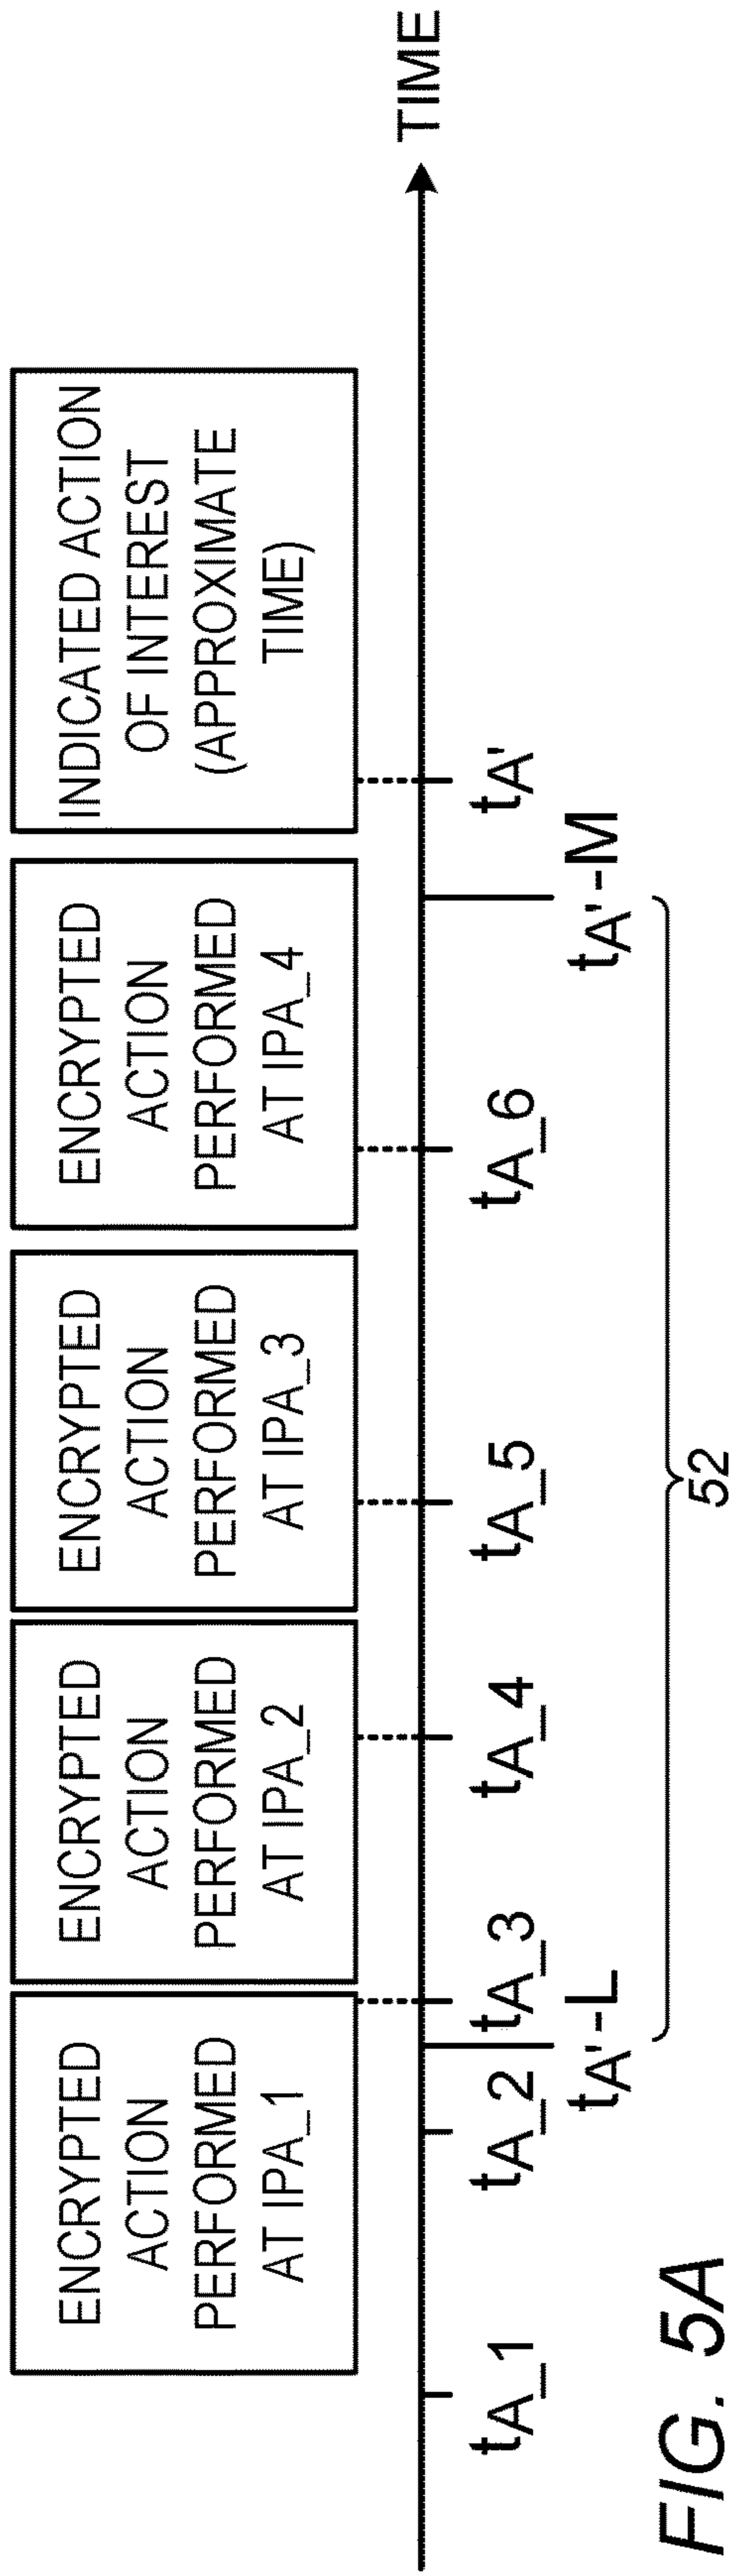 ENCRYPTED
ACTION
PERFORMED
AT IPA_1
ENCRYPTED
ACTION
PERFORMED
AT IPA_2
ENCRYPTED
ACTION
PERFORMED
AT IPA_3
ENCRYPTED
ACTION
PERFORMED
AT IPA_4
INDICATED ACTION
OF INTEREST
(APPROXIMATE
TIME)
TIME
tA_1
tA_2
tA_3
tA_4
tA_5
tA_6
tA'
tA'-L
tA'-M
52
FIG. 5A